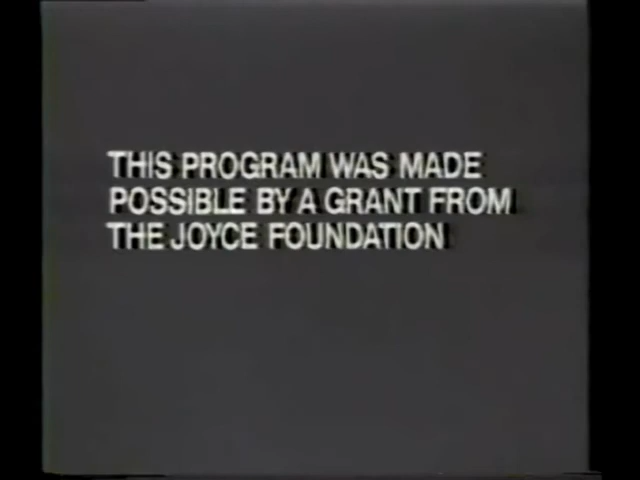 THIS PROGRAM WAS MADE
POSSIBLE BY A GRANT FROM
THE JOYCE FOUNDATION